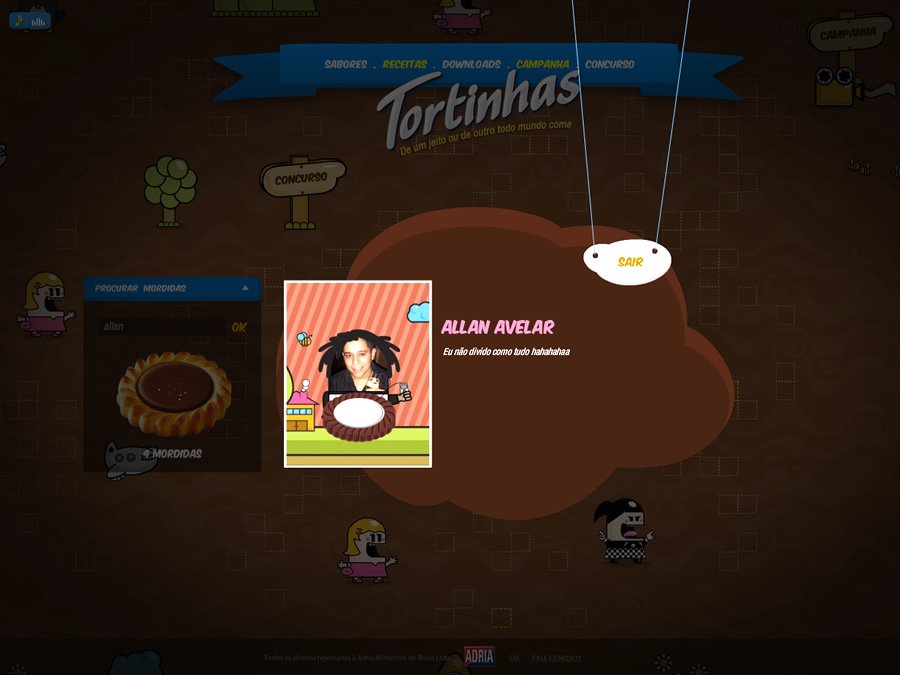 CAMPANHA
SABORES . RECEITAS . DOWNLOADS . CAMPANHA . CONCURSO
Tortinhas
De um jeito ou de outro todo mundo come
CONCURSO
SAIR
PROCURAR MORDIDAS
allan OK
ALLAN AVELAR
Eu não divido como tudo hahahahaa
4 MORDIDAS
Todos os direitos reservados à Adria Alimentos do Brasil Ltda
ADRIA
SAC
FALE CONOSCO